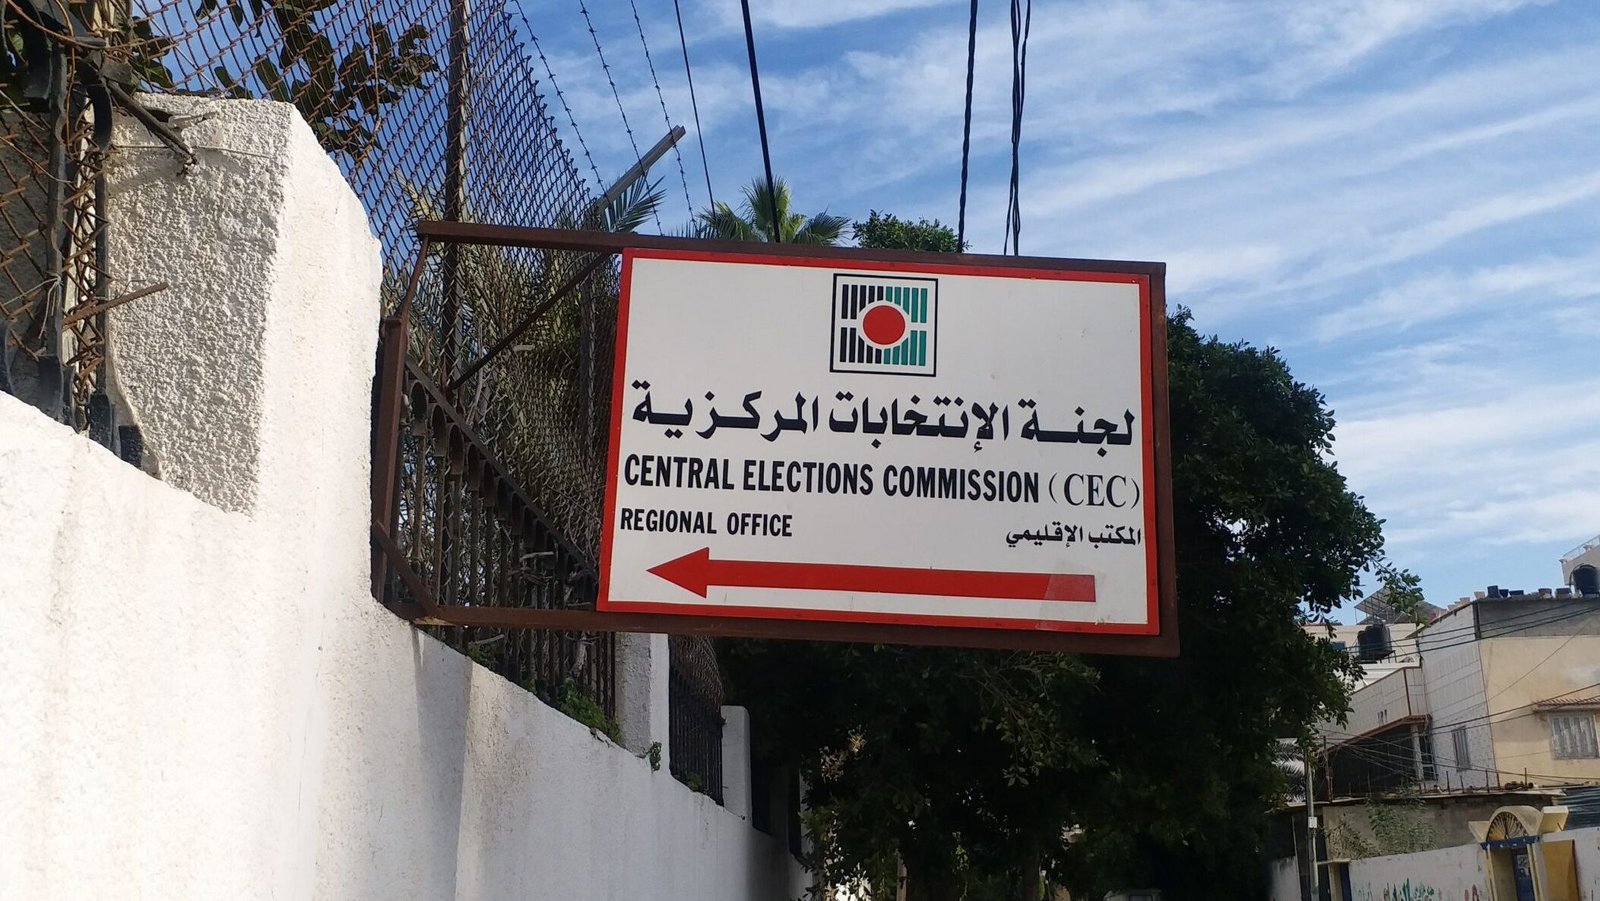 لجنة الإنتخابات المركزية
CENTRAL ELECTIONS COMMISSION (CEC)
REGIONAL OFFICE
المكتب الإقليمي